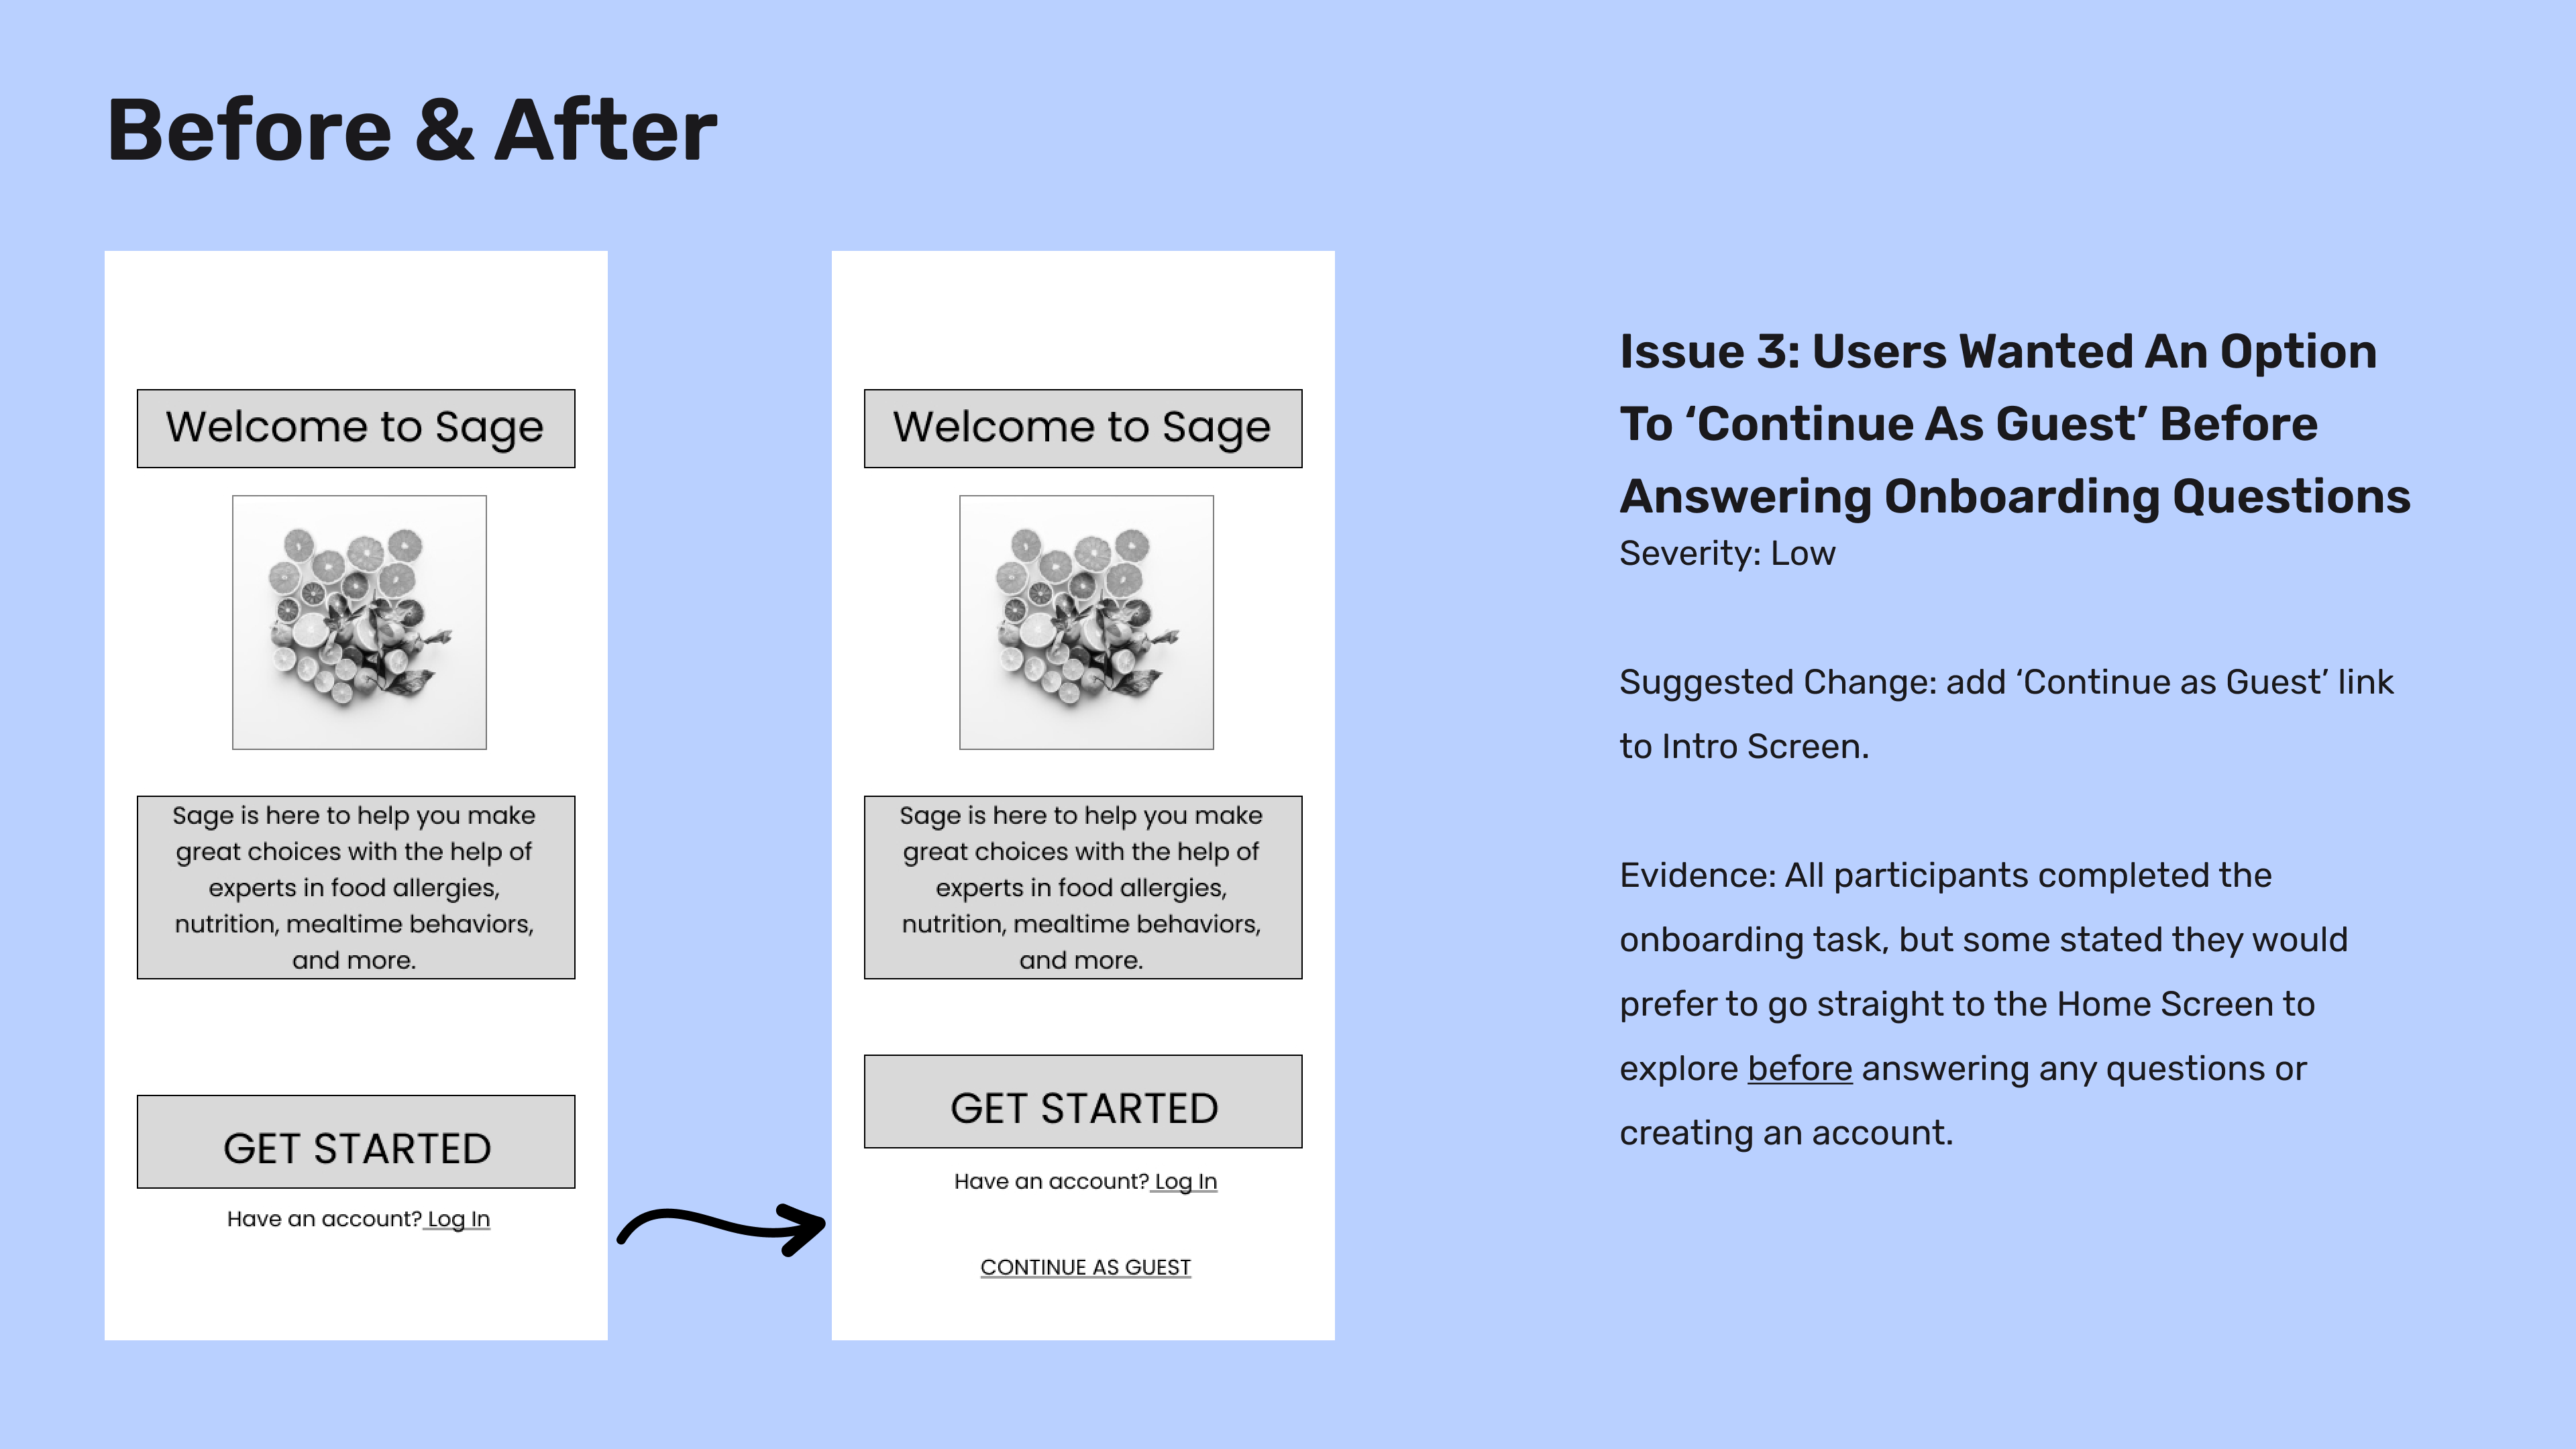 Before & After
Welcome to Sage
Sage is here to help you make
great choices with the help of
experts in food allergies,
nutrition, mealtime behaviors,
and more.
GET STARTED
Have an account? Log In
Welcome to Sage
Sage is here to help you make
great choices with the help of
experts in food allergies,
nutrition, mealtime behaviors,
and more.
GET STARTED
Have an account? Log In
CONTINUE AS GUEST
Issue 3: Users Wanted An Option
To ‘Continue As Guest’ Before
Answering Onboarding Questions
Severity: Low
Suggested Change: add ‘Continue as Guest’ link
to Intro Screen.
Evidence: All participants completed the
onboarding task, but some stated they would
prefer to go straight to the Home Screen to
explore before answering any questions or
creating an account.